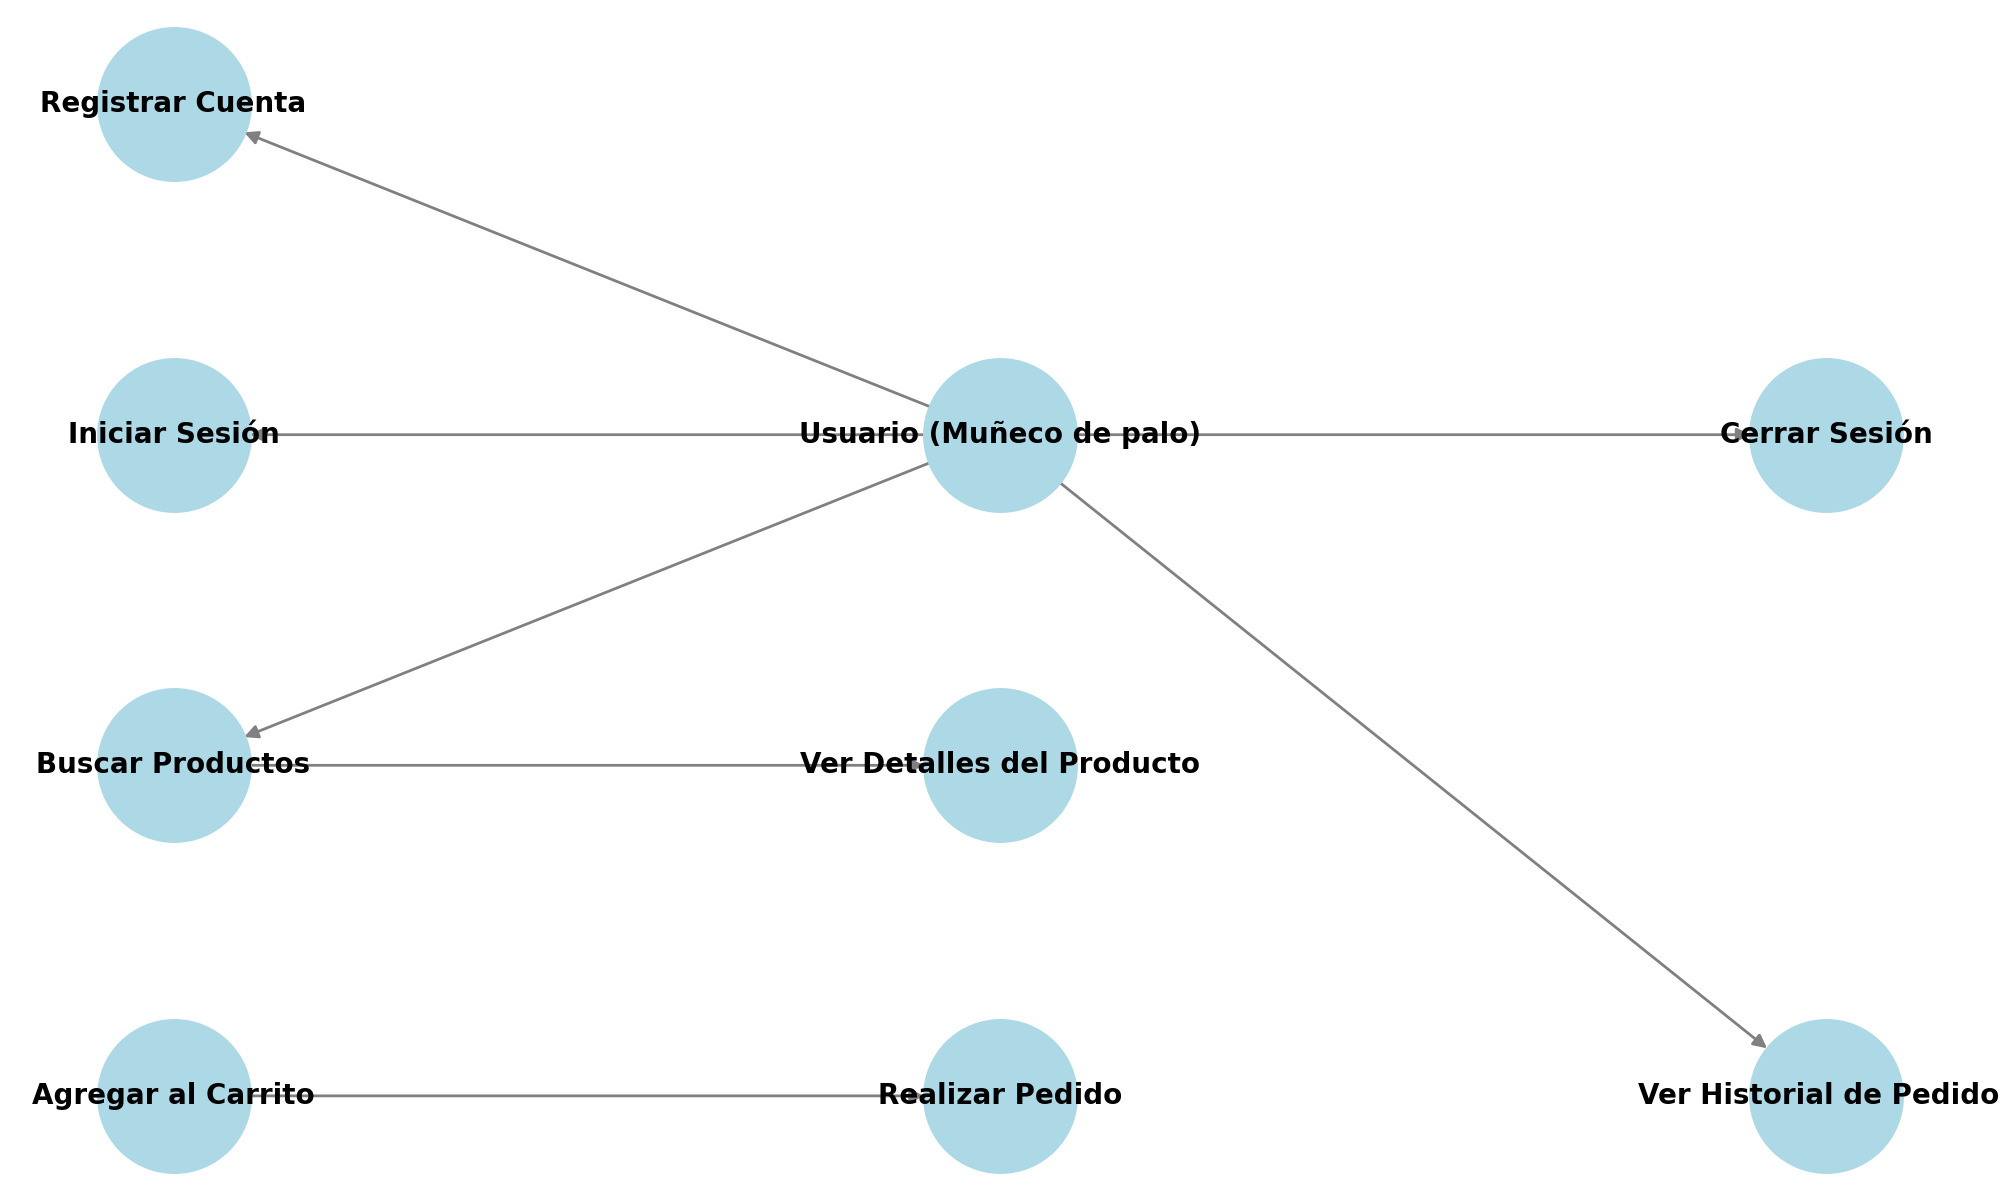 Registrar Cuenta
Iniciar Sesión
Usuario (Muñeco de palo)
Cerrar Sesión
Buscar Productos
Ver Detalles del Producto
Agregar al Carrito
Realizar Pedido
Ver Historial de Pedido